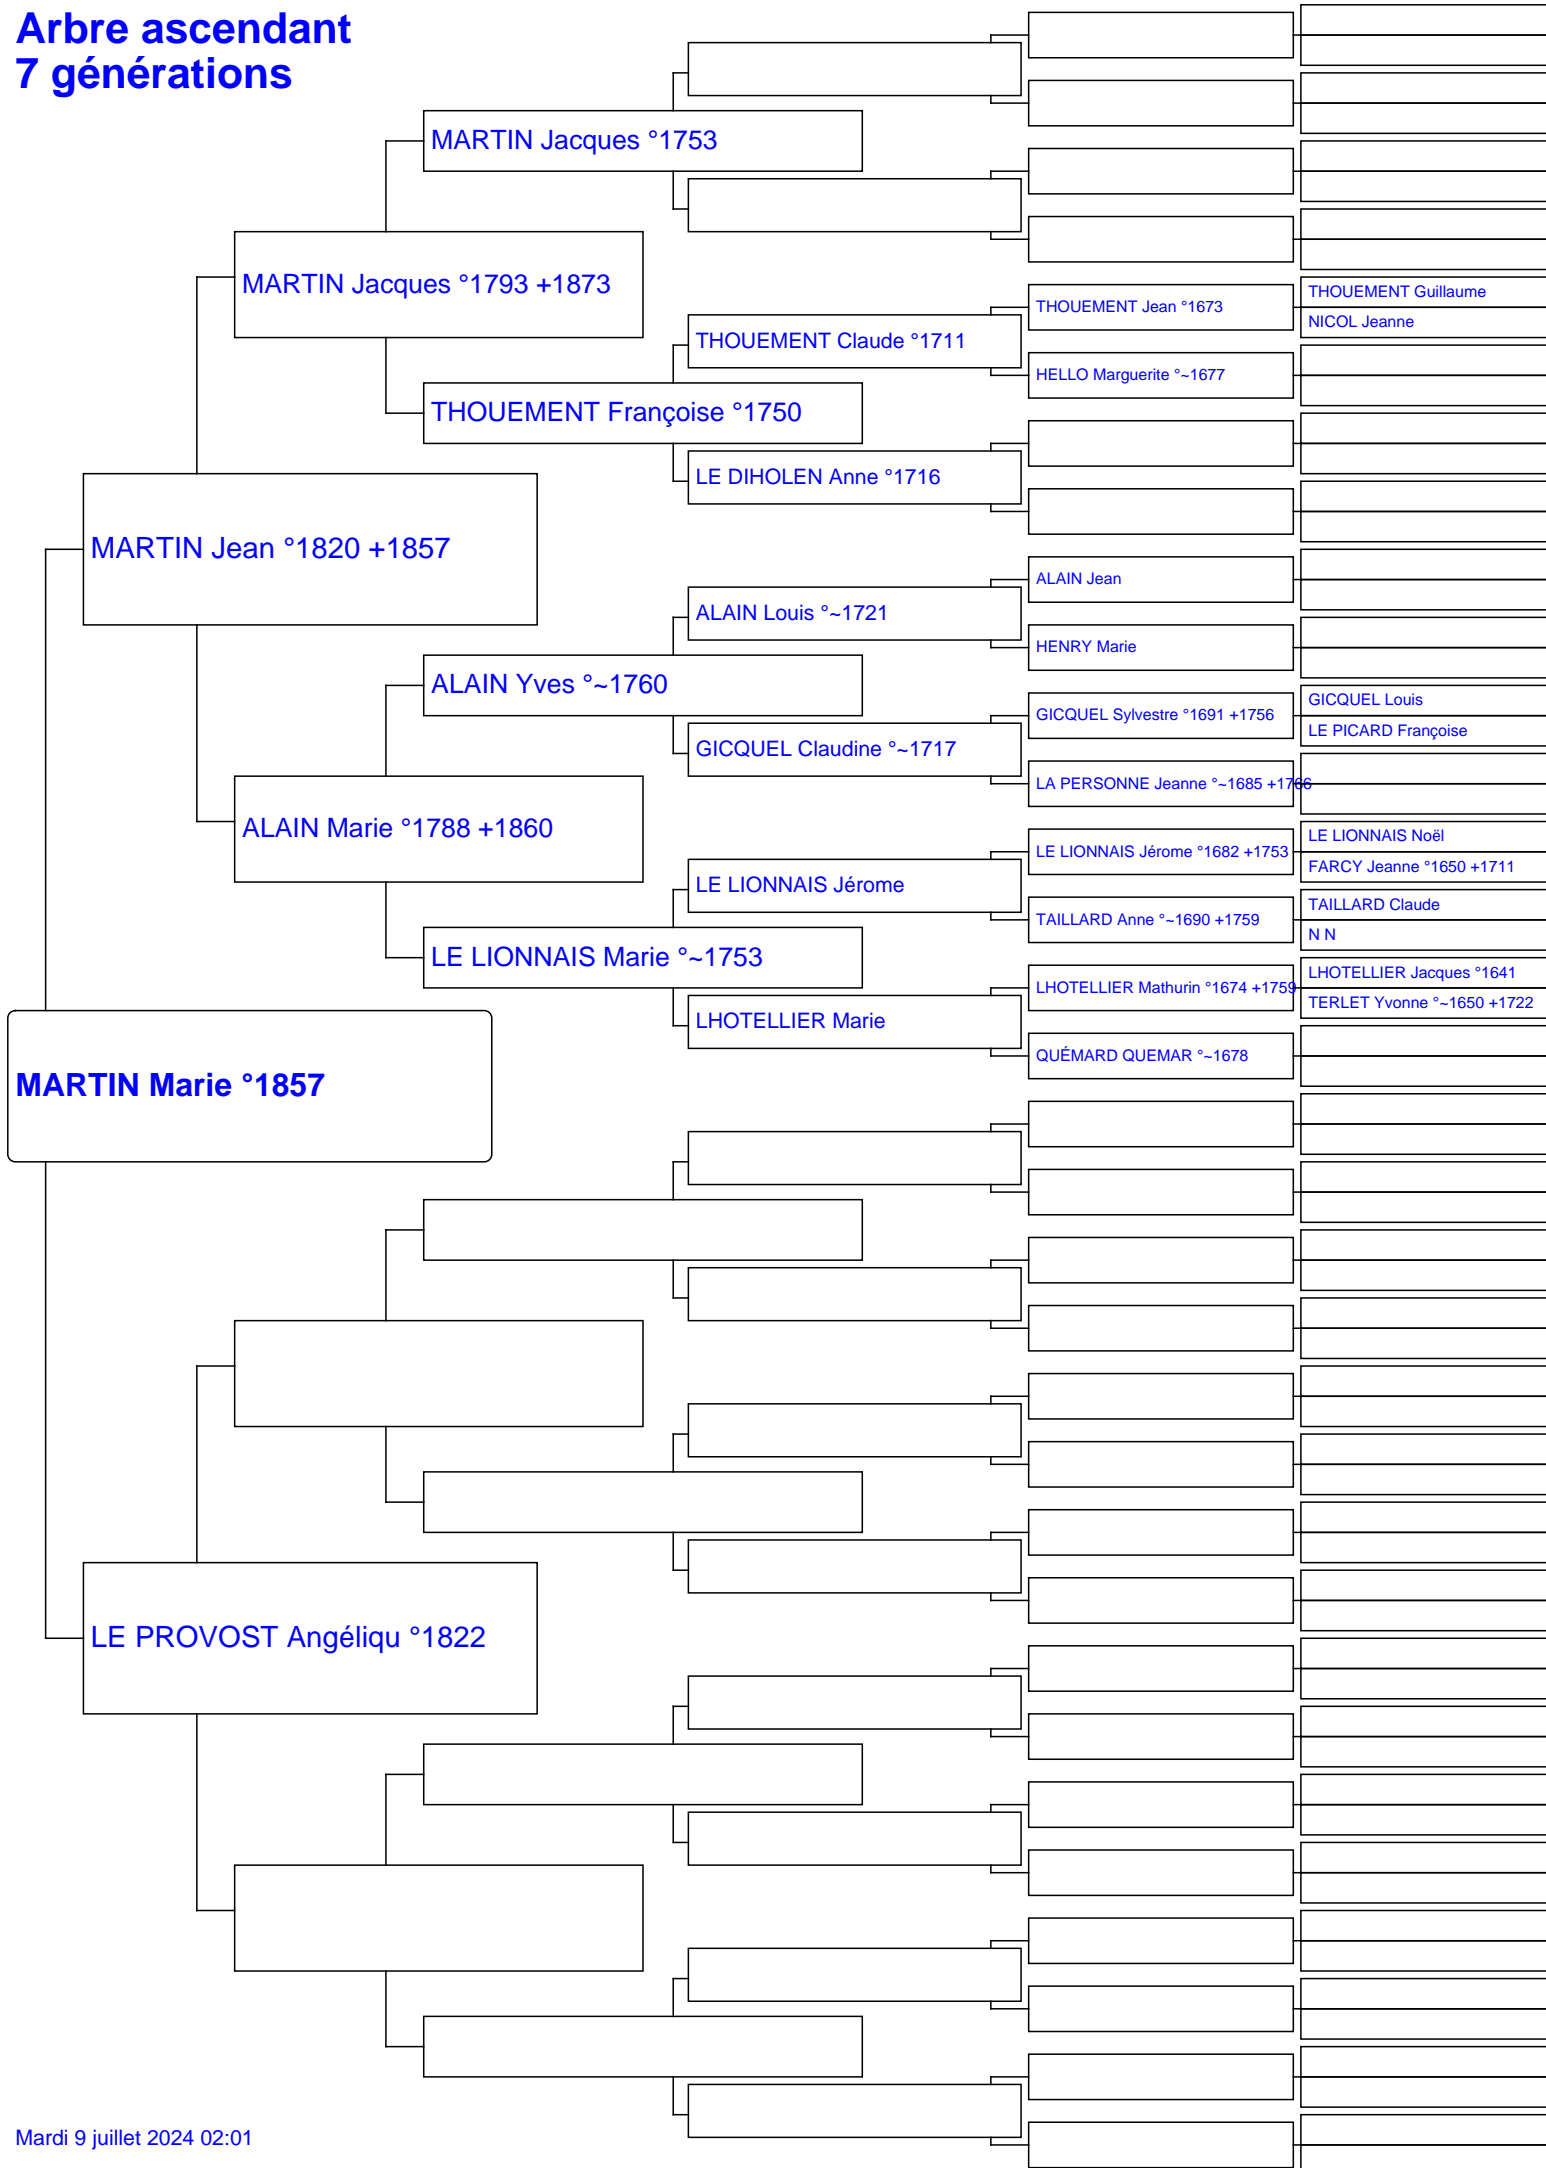 Arbre ascendant
7 générations
MARTIN Jacques °1753
MARTIN Jacques °1793 +1873
THOUEMENT Guillaume
THOUEMENT Jean °1673
NICOL Jeanne
THOUEMENT Claude °1711
HELLO Marguerite °~1677
THOUEMENT Françoise °1750
LE DIHOLEN Anne °1716
MARTIN Jean °1820 +1857
ALAIN Jean
ALAIN Louis °~1721
HENRY Marie
ALAIN Yves °~1760
GICQUEL Louis
GICQUEL Sylvestre °1691 +1756
LE PICARD Françoise
GICQUEL Claudine °~1717
LA PERSONNE Jeanne °~1685 +1766
ALAIN Marie °1788 +1860
LE LIONNAIS Noël
LE LIONNAIS Jérome °1682 +1753
FARCY Jeanne °1650 +1711
LE LIONNAIS Jérome
TAILLARD Claude
TAILLARD Anne °~1690 +1759
N N
LE LIONNAIS Marie °~1753
LHOTELLIER Jacques °1641
LHOTELLIER Mathurin °1674 +1759
TERLET Yvonne °~1650 +1722
LHOTELLIER Marie
QUÉMARD QUEMAR °~1678
MARTIN Marie °1857
LE PROVOST Angéliqu °1822
Mardi 9 juillet 2024 02:01